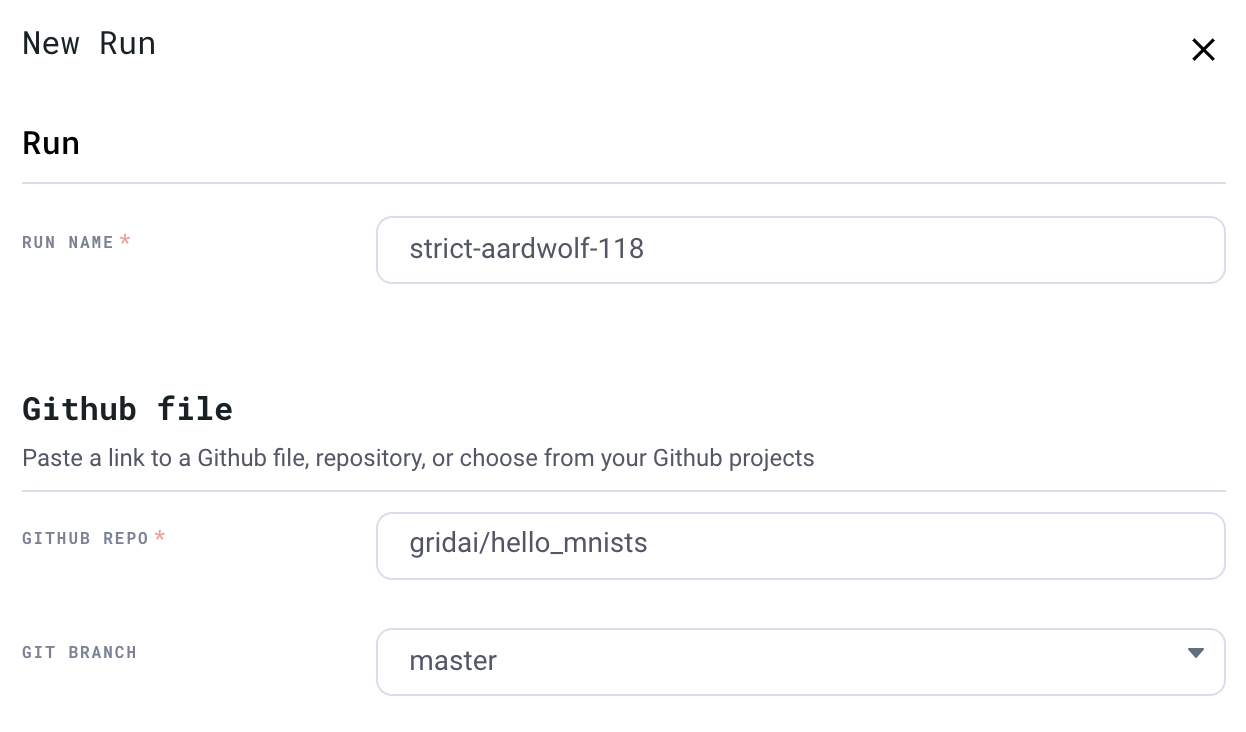 New Run
Run
RUN NAME *
strict-aardwolf-118
Github file
Paste a link to a Github file, repository, or choose from your Github projects
GITHUB REPO *
gridai/hello_mnists
GIT BRANCH
master